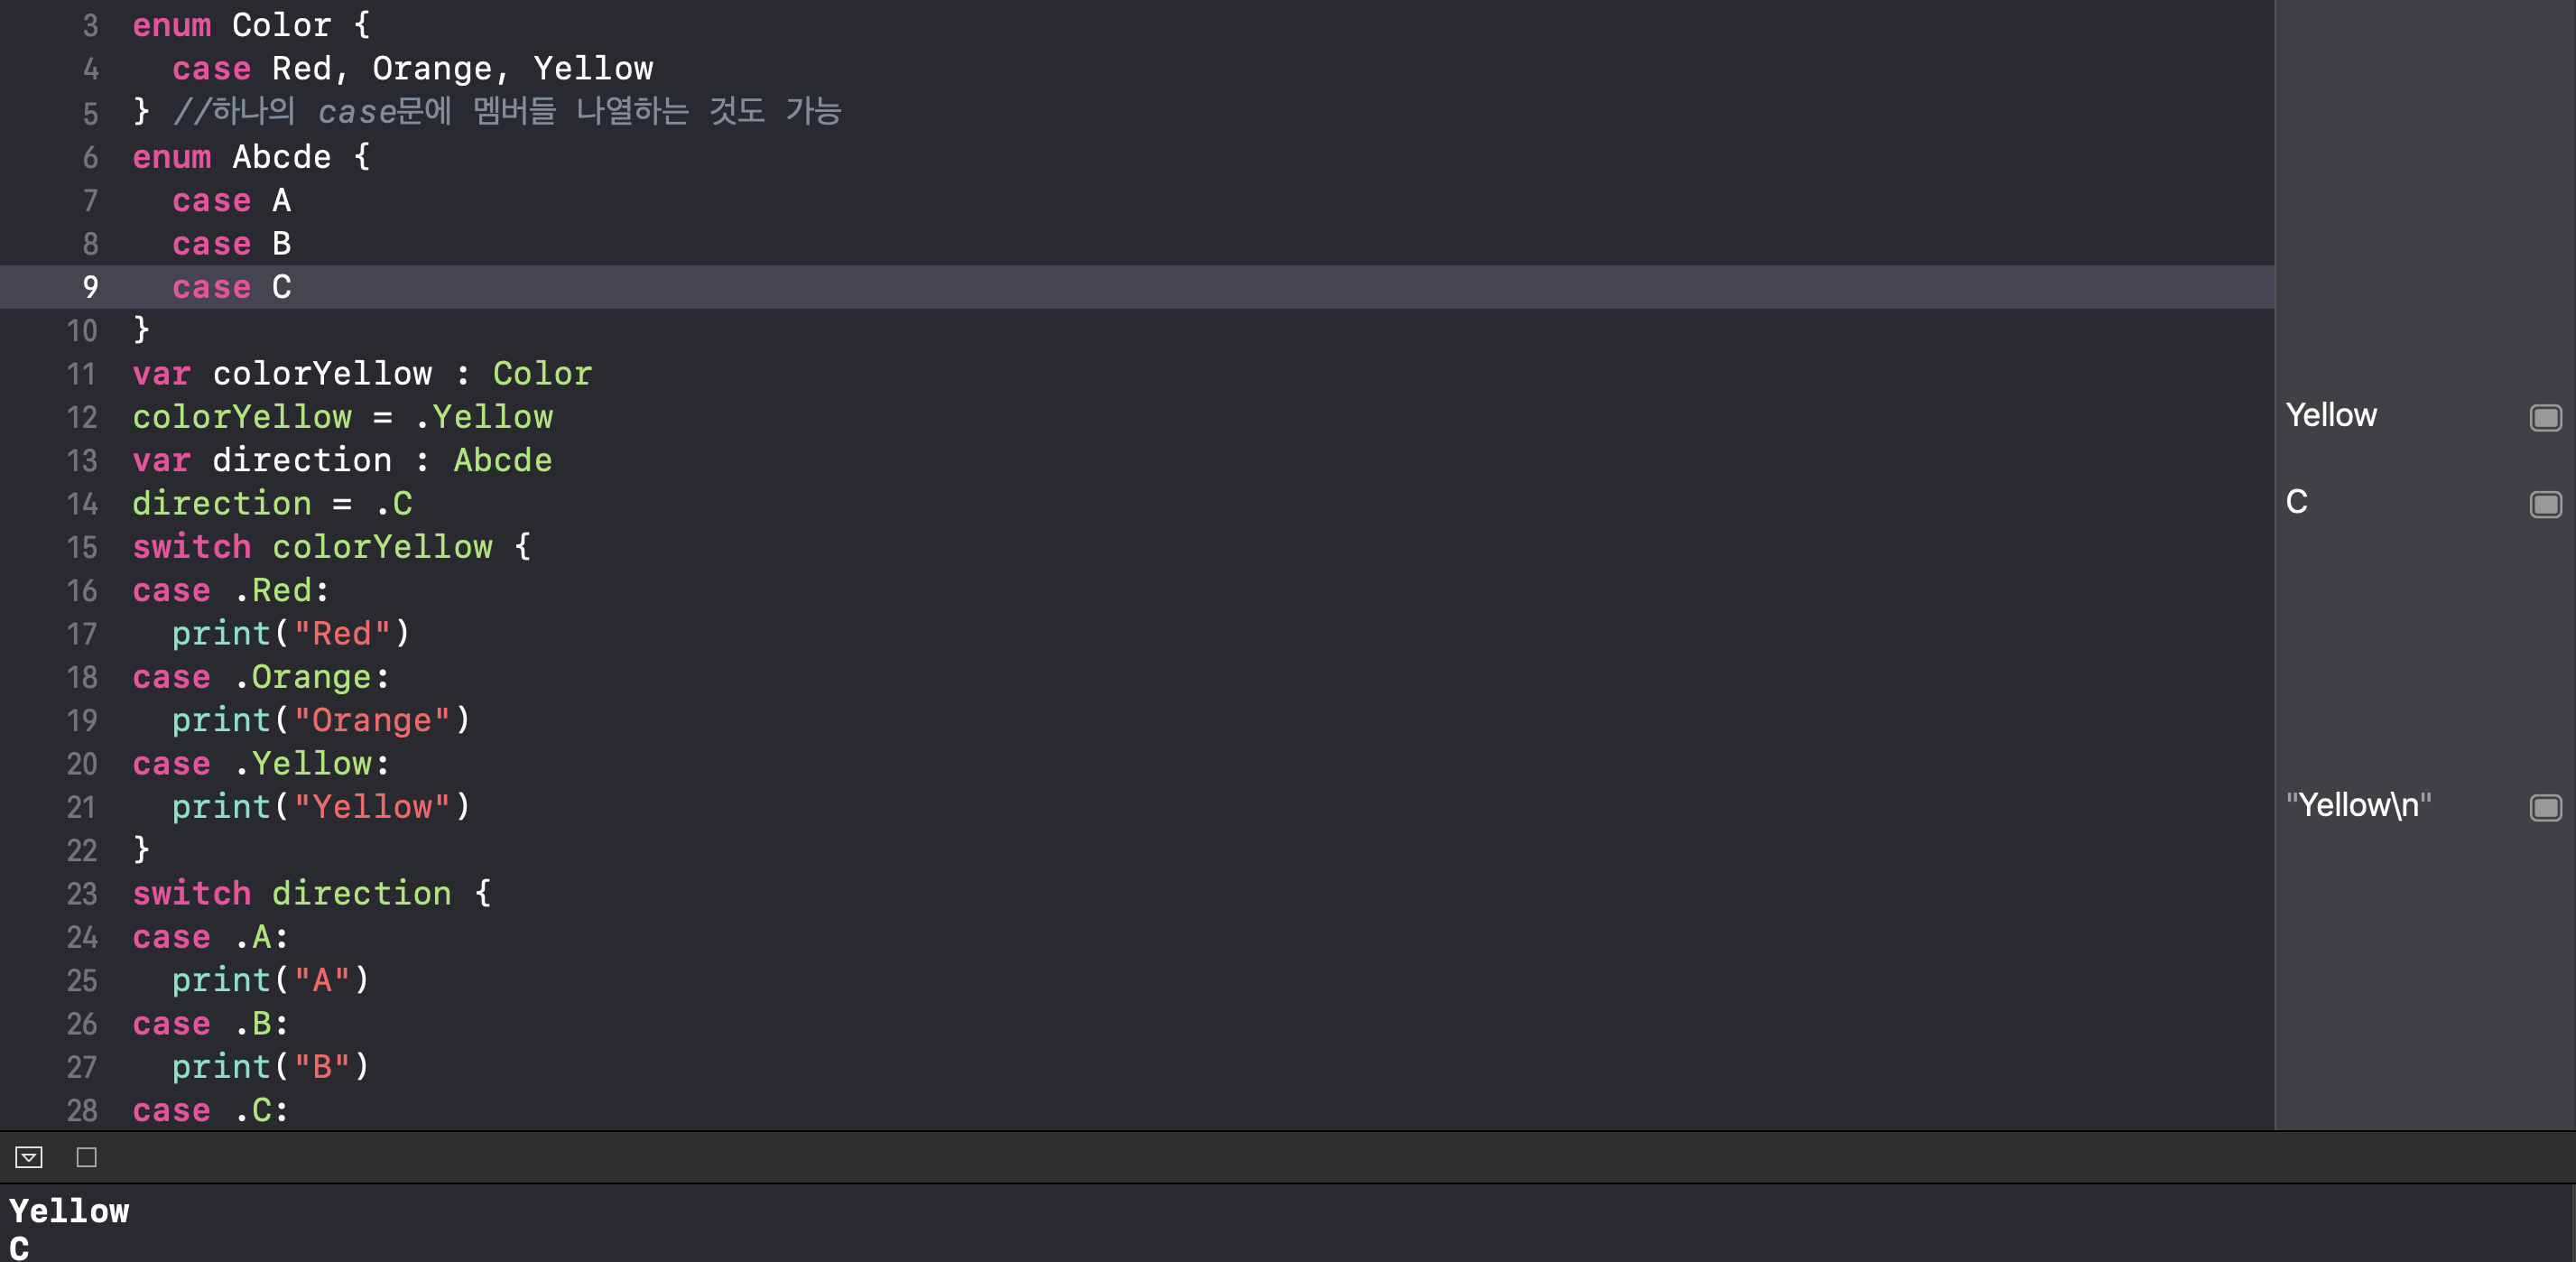 3 enum Color {
4 case Red, Orange, Yellow
5 } //하나의 case문에 멤버들 나열하는 것도 가능
6 enum Abcde {
7 case A
8 case B
9 case C
10 }
11 var colorYellow : Color
12 colorYellow = .Yellow
Yellow
13 var direction : Abcde
14 direction = .C
C
15 switch colorYellow {
16 case .Red:
17 print("Red")
18 case .Orange:
19 print("Orange")
20 case .Yellow:
21 print("Yellow")
"Yellow\n"
22 }
23 switch direction {
24 case .A:
25 print("A")
26 case .B:
27 print("B")
28 case .C:
Yellow
C